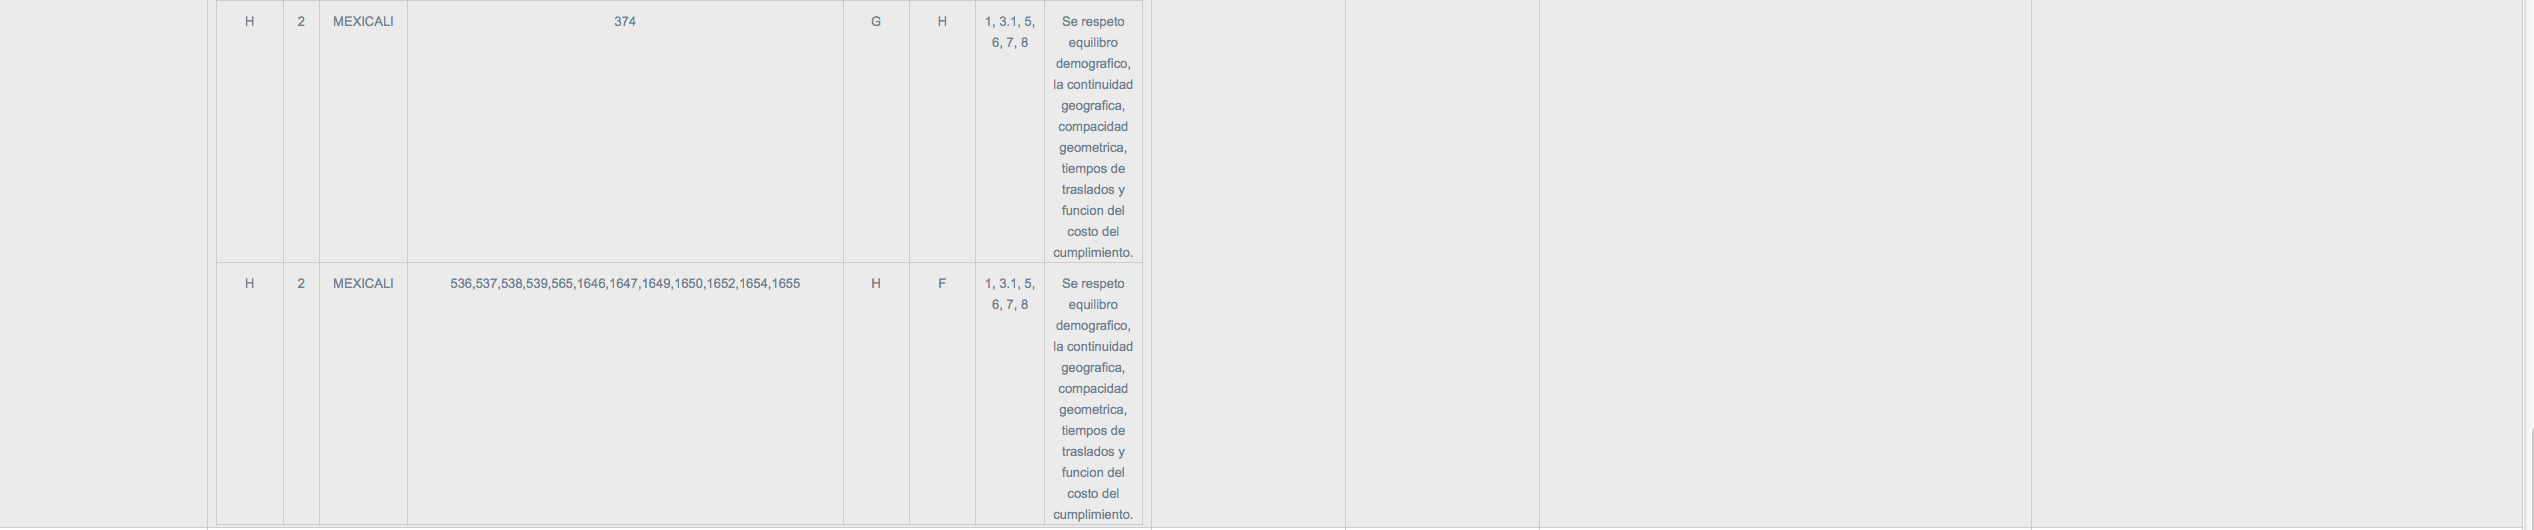 H 2 MEXICALI 374 G H 1, 3.1, 5, Se respeto
6, 7, 8 equilibro
demografico,
la continuidad
geografica,
compacidad
geometrica,
tiempos de
traslados y
funcion del
costo del
cumplimiento.
H 2 MEXICALI 536,537,538,539,565,1646,1647,1649,1650,1652,1654,1655 H F 1, 3.1, 5, Se respeto
6, 7, 8 equilibro
demografico,
la continuidad
geografica,
compacidad
geometrica,
tiempos de
traslados y
funcion del
costo del
cumplimiento.